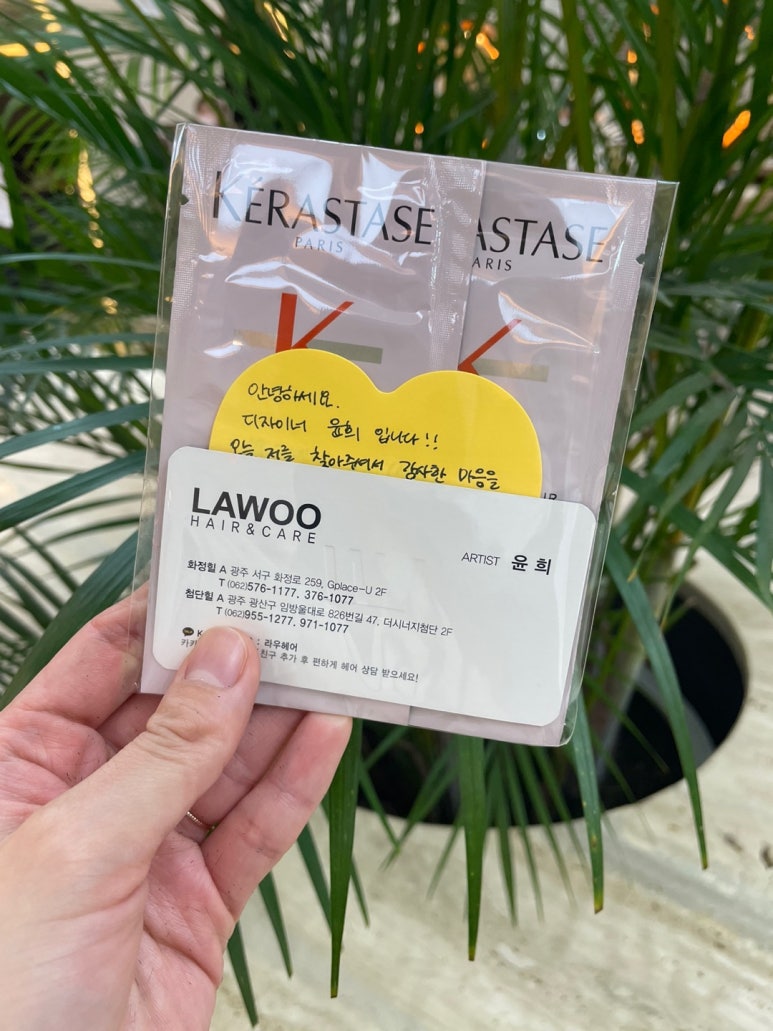 KÉRASTASE
PARIS
ASTASE
ARIS
안녕하세요.
디자이너 윤희 입니다!!
오늘 저를 찾아주셔서 감사한 마음을
LAWOO
HAIR&CARE
ARTIST 윤희
화정힐 A 광주 서구 화정로 259, Gplace-U 2F
T (062)576-1177. 376-1077
첨단힐 A 광주 광산구 임방울대로 826번길 47. 더시너지첨단 2F
T (062)955-1277. 971-1077
: 라우헤어
추가 후 편하게 헤어 상담 받으세요!